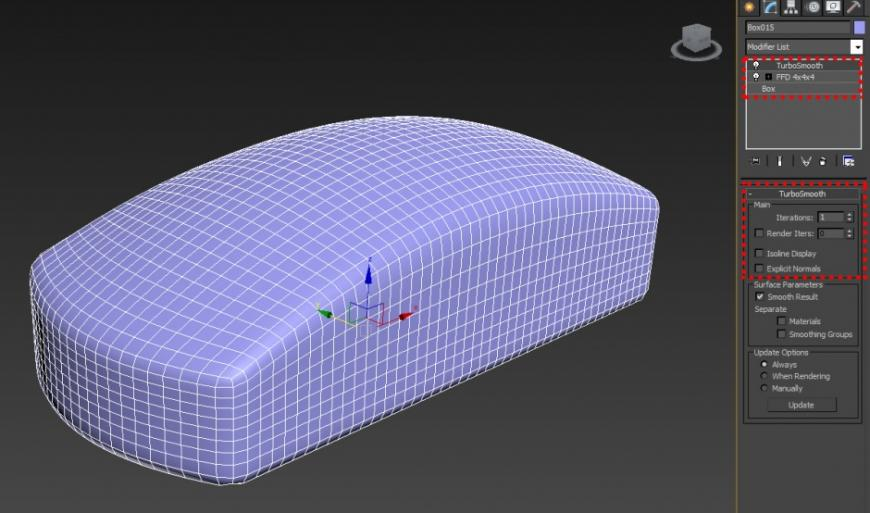 Box015
Modifier List
TurboSmooth
FFD 4x4x4
Box
- TurboSmooth
Main
Iterations: 1
Render Iters: 0
Isoline Display
Explicit Normals
Surface Parameters
Smooth Result
Separate
Materials
Smoothing Groups
Update Options
Always
When Rendering
Manually
Update